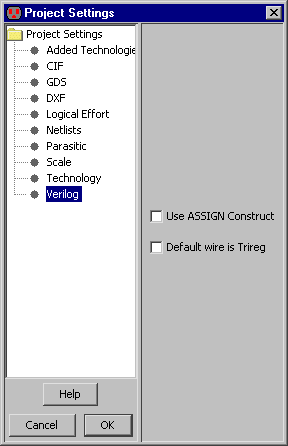 Project Settings
Project Settings
Added Technologie
CIF
GDS
DXF
Logical Effort
Netlists
Parasitic
Scale
Technology
Verilog
Use ASSIGN Construct
Default wire is Trireg
Help
Cancel
OK